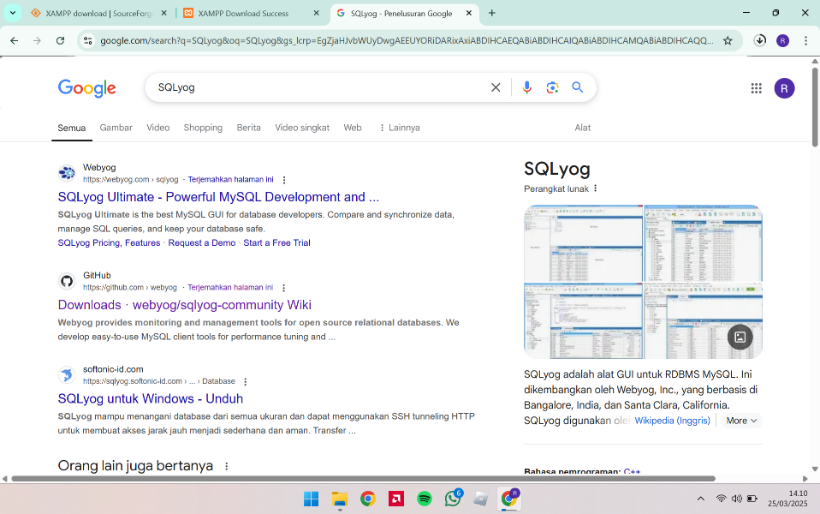 XAMPP download | SourceForg
XAMPP Download Success
SQLyog - Penelusuran Google
google.com/search?q=SQLyog&oq=SQLyog&gs_lcrp=EgZjaHJvbWUyDwgAEEUYORiDARixAxiABDIHCAEQABiABDIHCAIQABiABDIHCAMQABiABDIHCAQQ...
R
Google
SQLyog
R
Semua Gambar Video Shopping Berita Video singkat Web Lainnya Alat
Webyog
https://webyog.com › sqlyog · Terjemahkan halaman ini
SQLyog Ultimate - Powerful MySQL Development and ...
SQLyog Ultimate is the best MySQL GUI for database developers. Compare and synchronize data,
manage SQL queries, and keep your database safe.
SQLyog Pricing, Features · Request a Demo · Start a Free Trial
GitHub
https://github.com › webyog · Terjemahkan halaman ini
Downloads · webyog/sqlyog-community Wiki
Webyog provides monitoring and management tools for open source relational databases. We
develop easy-to-use MySQL client tools for performance tuning and ...
softonic-id.com
https://sqlyog.softonic-id.com › ... › Database
SQLyog untuk Windows - Unduh
SQLyog mampu menangani database dari semua ukuran dan dapat menggunakan SSH tunneling HTTP
untuk membuat akses jarak jauh menjadi sederhana dan aman. Transfer ...
Orang lain juga bertanya
SQLyog
Perangkat lunak
SQLyog adalah alat GUI untuk RDBMS MySQL. Ini
dikembangkan oleh Webyog, Inc., yang berbasis di
Bangalore, India, dan Santa Clara, California.
SQLyog digunakan ole Wikipedia (Inggris) More
Bahasa pemrograman: C++
6
14.10
25/03/2025